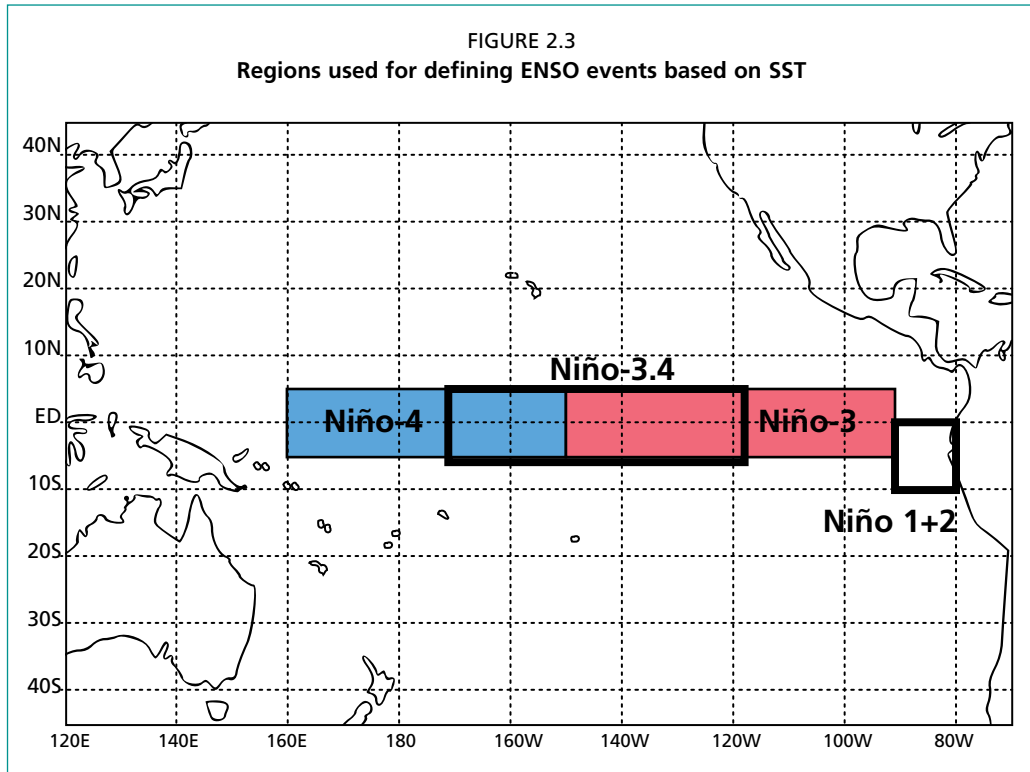 FIGURE 2.3
Regions used for defining ENSO events based on SST
40N
30N
20N
10N
Niño-3.4
ED
Niño-4
Niño-3
10S
Niño 1+2
20S
30S
40S
120E 140E 160E 180 160W 140W 120W 100W 80W